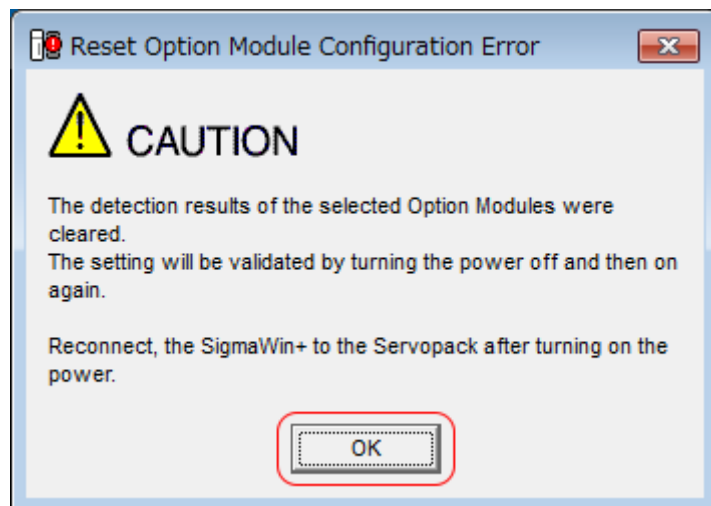 Reset Option Module Configuration Error
CAUTION
The detection results of the selected Option Modules were
cleared.
The setting will be validated by turning the power off and then on
again.
Reconnect, the SigmaWin+ to the Servopack after turning on the
power.
OK